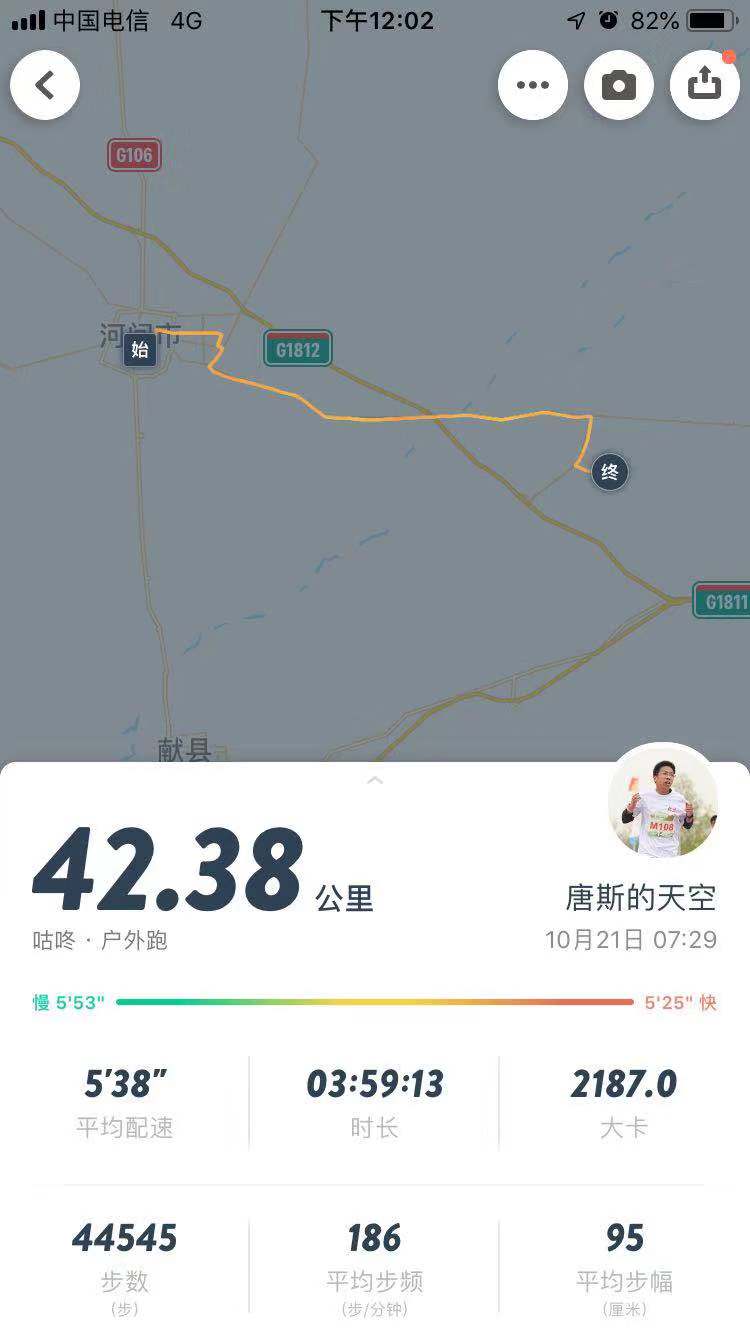 中国电信 4G 下午12:02 82%
G106
河间市
始
G1812
终
G1811
献县
M108
42.38 公里
唐斯的天空
咕咚 · 户外跑
10月21日 07:29
慢 5'53" 5'25" 快
5'38" 03:59:13 2187.0
平均配速 时长 大卡
44545 186 95
步数 平均步频 平均步幅
(步) (步/分钟) (厘米)